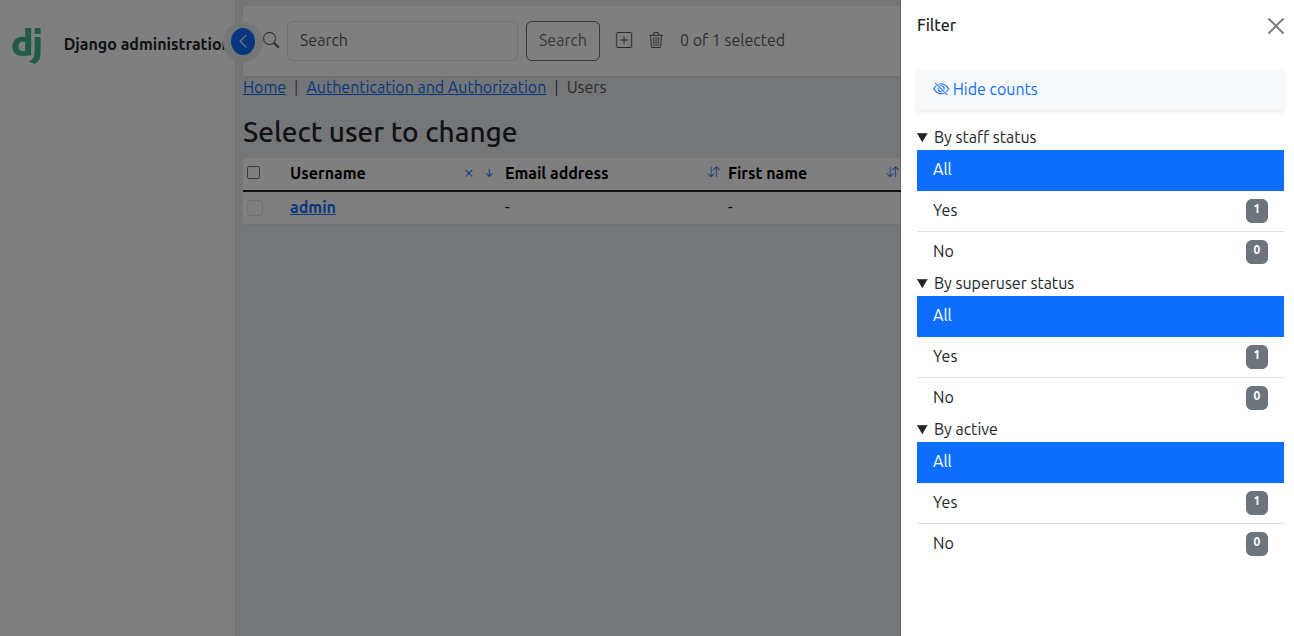 dj Django administratio
Search Search 0 of 1 selected
Home | Authentication and Authorization | Users
Select user to change
Username Email address First name
admin - -
Filter
Hide counts
By staff status
All
Yes 1
No 0
By superuser status
All
Yes 1
No 0
By active
All
Yes 1
No 0